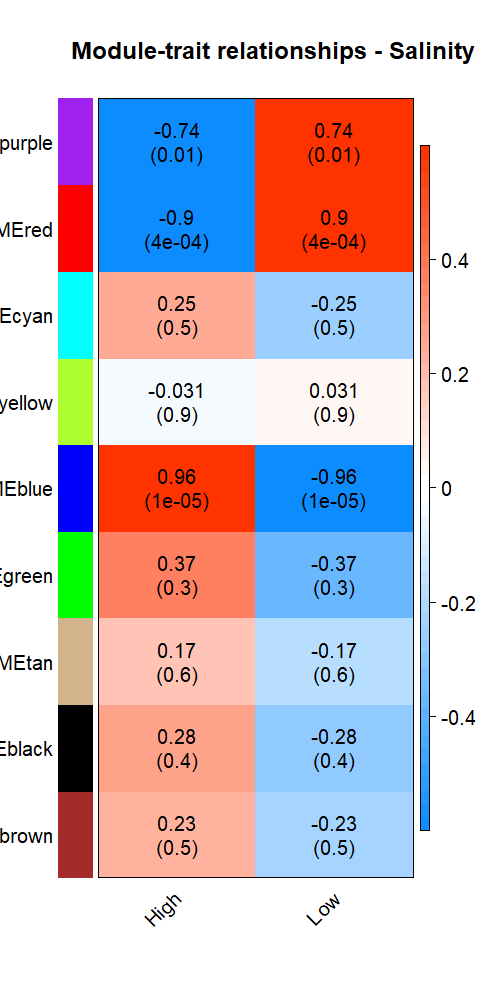 Module-trait relationships - Salinity
purple
-0.74
(0.01)
0.74
(0.01)
MEred
-0.9
(4e-04)
0.9
(4e-04)
Ecyan
0.25
(0.5)
-0.25
(0.5)
yellow
-0.031
(0.9)
0.031
(0.9)
MEblue
0.96
(1e-05)
-0.96
(1e-05)
Egreen
0.37
(0.3)
-0.37
(0.3)
MEtan
0.17
(0.6)
-0.17
(0.6)
Eblack
0.28
(0.4)
-0.28
(0.4)
brown
0.23
(0.5)
-0.23
(0.5)
High
Low
0.4
0.2
0
-0.2
-0.4